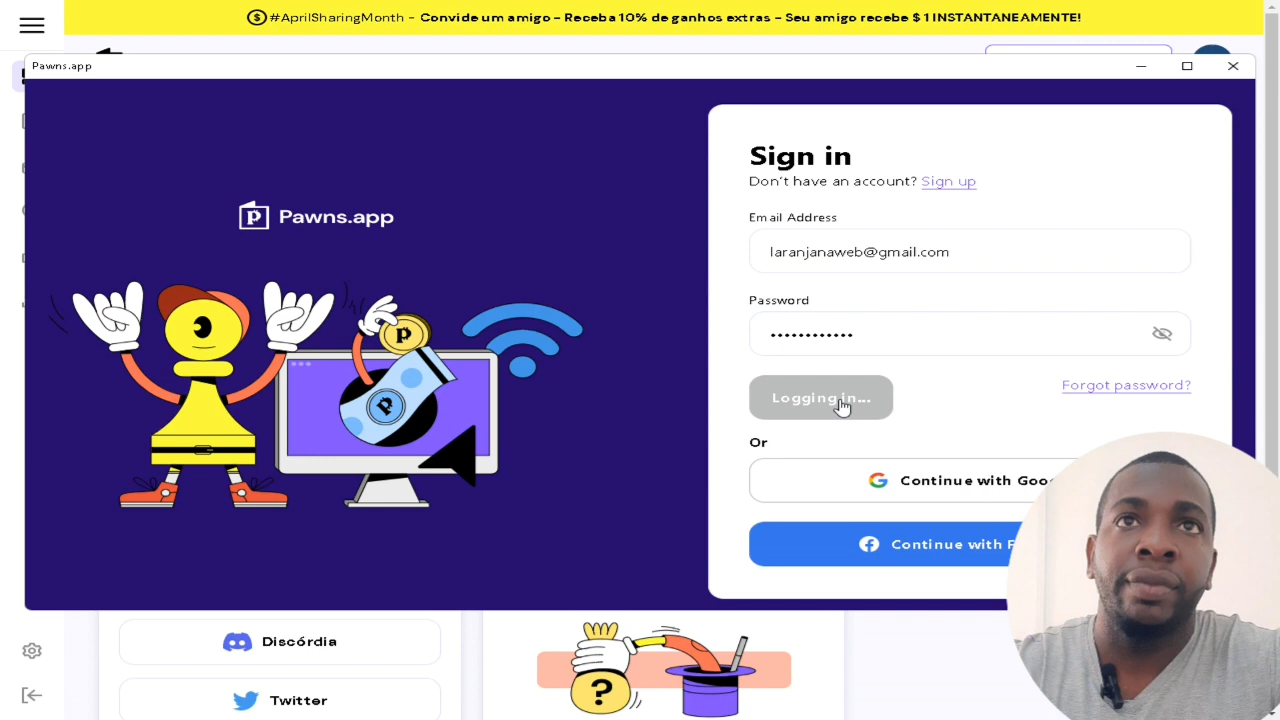 #AprilSharingMonth – Convide um amigo – Receba 10% de ganhos extras – Seu amigo recebe $ 1 INSTANTANEAMENTE!
Pawns.app
Pawns.app
Sign in
Don't have an account? Sign up
Email Address
laranjanaweb@gmail.com
Password
Logging in...
Forgot password?
Or
Continue with
Continue with
Discórdia
Twitter